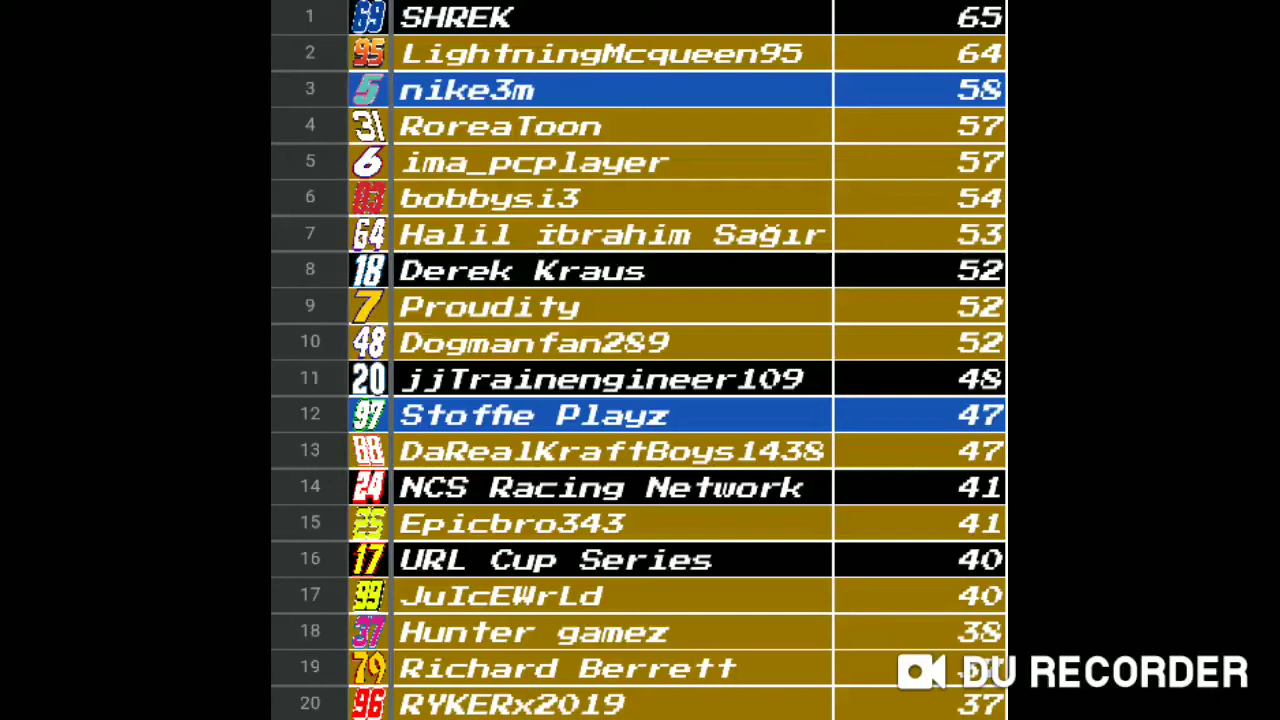 1 69 SHREK 65
2 95 LightningMcqueen95 64
3 5 nike3m 58
4 31 RoreaToon 57
5 6 ima_pcplayer 57
6 03 bobbysi3 54
7 64 Halil ibrahim Sağır 53
8 18 Derek Kraus 52
9 7 Proudity 52
10 48 Dogmanfan289 52
11 20 jjTrainengineer109 48
12 97 Stoffie Playz 47
13 88 DaRealKraftBoys1438 47
14 24 NCS Racing Network 41
15 25 Epicbro343 41
16 17 URL Cup Series 40
17 99 JuIcEWrLd 40
18 37 Hunter gamez 38
19 79 Richard Berrett
DU RECORDER
20 96 RYKERx2019 37